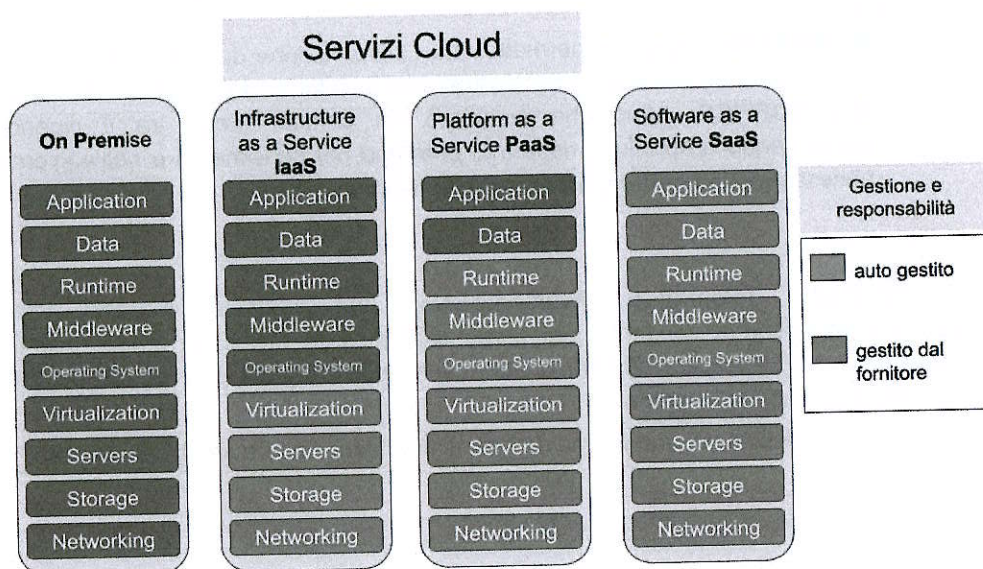 Servizi Cloud
On Premise
Application
Data
Runtime
Middleware
Operating System
Virtualization
Servers
Storage
Networking
Infrastructure
as a Service
IaaS
Application
Data
Runtime
Middleware
Operating System
Virtualization
Servers
Storage
Networking
Platform as a
Service PaaS
Application
Data
Runtime
Middleware
Operating System
Virtualization
Servers
Storage
Networking
Software as a
Service SaaS
Application
Data
Runtime
Middleware
Operating System
Virtualization
Servers
Storage
Networking
Gestione e
responsabilità
auto gestito
gestito dal
fornitore